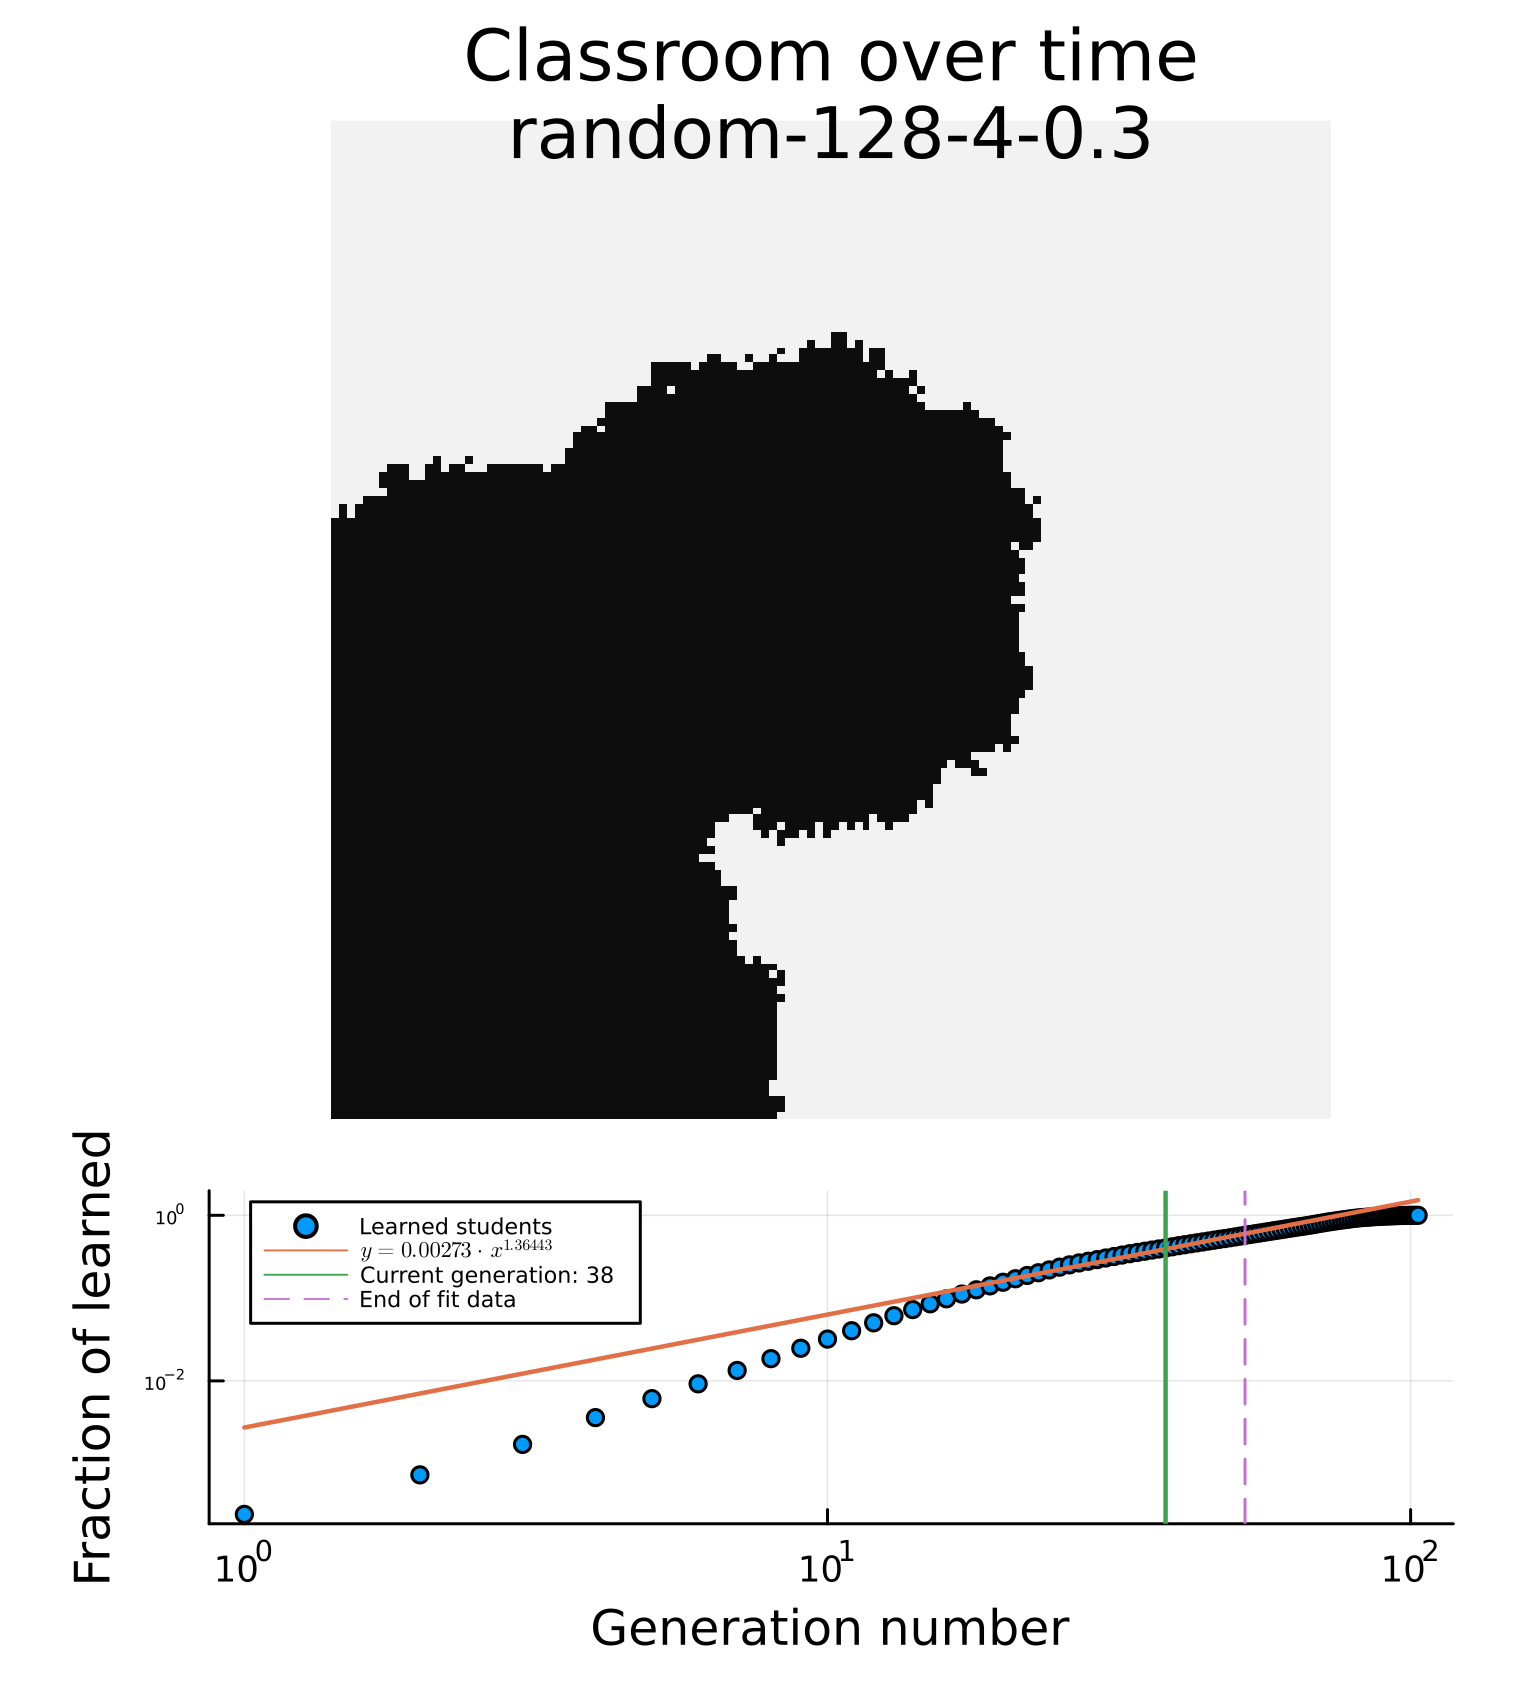 Classroom over time
random-128-4-0.3
Fraction of learned
10^0
10^−2
Learned students
y = 0.00273 · x^1.36443
Current generation: 38
End of fit data
10^0
10^1
10^2
Generation number